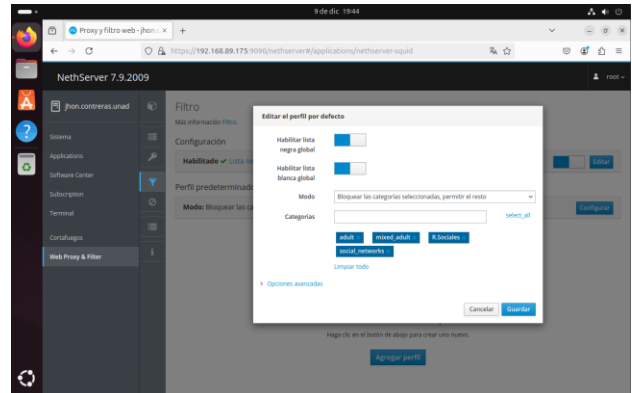 9 de dic 19:44
Proxy y filtro web - jhon.c
https://192.168.89.175:9090/nethserver#/applications/nethserver-squid
NethServer 7.9.2009
root
jhon.contreras.unad
Sistema
Applications
Software Center
Subscription
Terminal
Cortafuegos
Web Proxy & Filter
Filtro
Más información Filtro.
Configuración
Habilitado ✔ Lista ne
Editar
Perfil predeterminado
Modo: Bloquear las ca
Configurar
Editar el perfil por defecto
Habilitar lista
negra global
Habilitar lista
blanca global
Modo
Bloquear las categorías seleccionadas, permitir el resto
Categorias
select_all
adult ×
mixed_adult ×
R.Sociales ×
social_networks ×
Limpiar todo
> Opciones avanzadas
Cancelar
Guardar
Haga clic en el botón de abajo para crear uno nuevo.
Agregar perfil